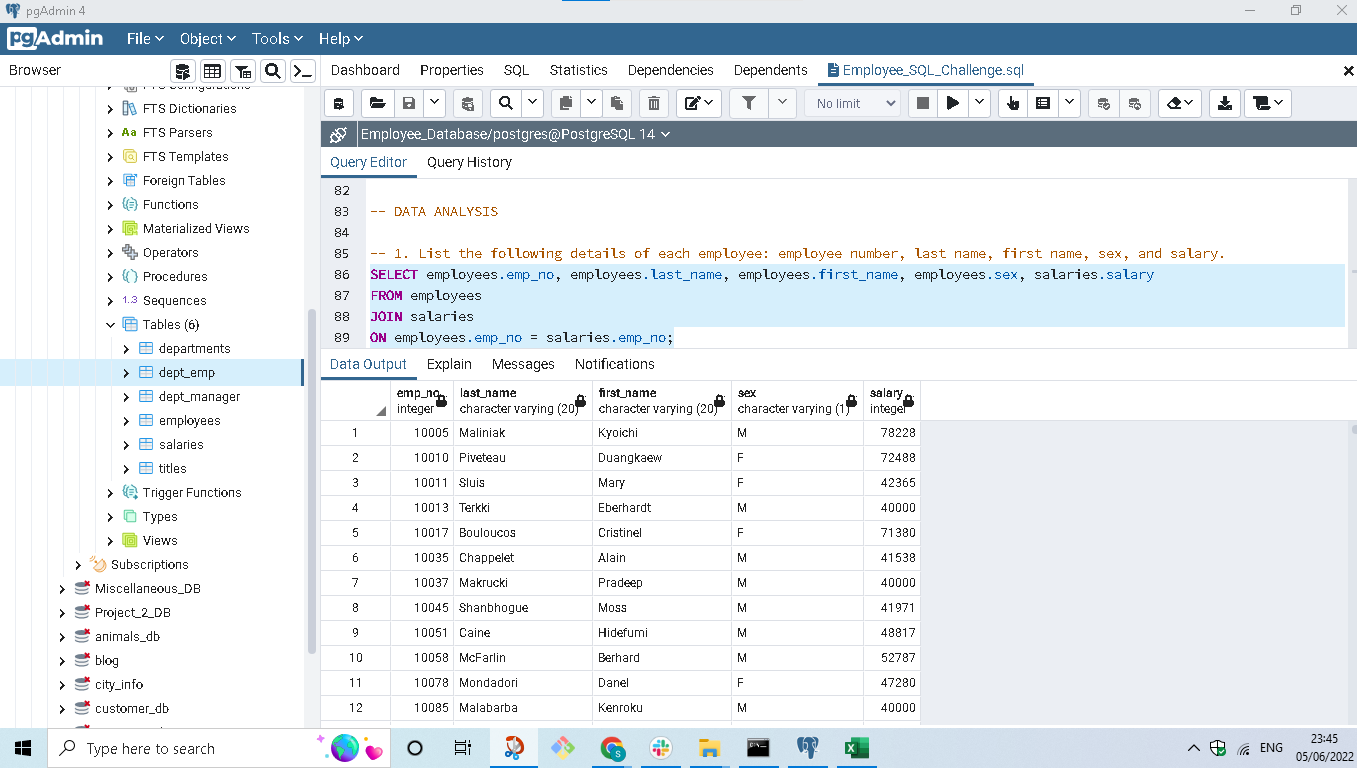 pgAdmin 4
pgAdmin File Object Tools Help
Browser
Dashboard Properties SQL Statistics Dependencies Dependents Employee_SQL_Challenge.sql
No limit
Employee_Database/postgres@PostgreSQL 14
Query Editor Query History
FTS Configurations
FTS Dictionaries
Aa FTS Parsers
FTS Templates
Foreign Tables
Functions
Materialized Views
Operators
Procedures
1.3 Sequences
Tables (6)
departments
dept_emp
dept_manager
employees
salaries
titles
Trigger Functions
Types
Views
Subscriptions
Miscellaneous_DB
Project_2_DB
animals_db
blog
city_info
customer_db
82
83 -- DATA ANALYSIS
84
85 -- 1. List the following details of each employee: employee number, last name, first name, sex, and salary.
86 SELECT employees.emp_no, employees.last_name, employees.first_name, employees.sex, salaries.salary
87 FROM employees
88 JOIN salaries
89 ON employees.emp_no = salaries.emp_no;
Data Output Explain Messages Notifications
emp_no last_name first_name sex salary
integer character varying (20) character varying (20) character varying (1) integer
1 10005 Maliniak Kyoichi M 78228
2 10010 Piveteau Duangkaew F 72488
3 10011 Sluis Mary F 42365
4 10013 Terkki Eberhardt M 40000
5 10017 Bouloucos Cristinel F 71380
6 10035 Chappelet Alain M 41538
7 10037 Makrucki Pradeep M 40000
8 10045 Shanbhogue Moss M 41971
9 10051 Caine Hidefumi M 48817
10 10058 McFarlin Berhard M 52787
11 10078 Mondadori Danel F 47280
12 10085 Malabarba Kenroku M 40000
Type here to search
ENG
23:45
05/06/2022